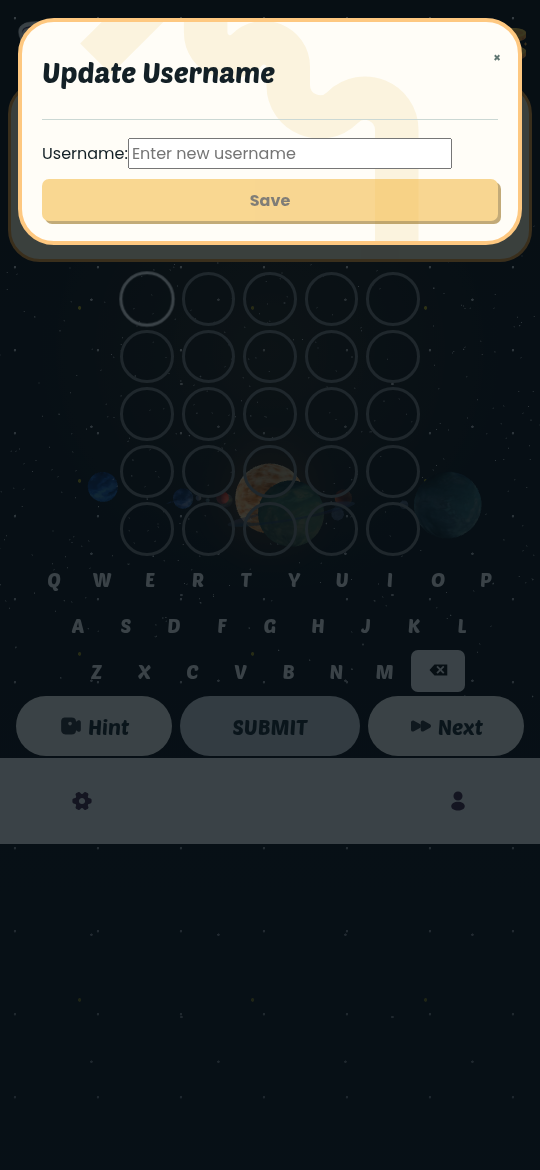 Update Username
×
Username: Enter new username
Save
Q W E R T Y U I O P
A S D F G H J K L
Z X C V B N M
Hint SUBMIT Next